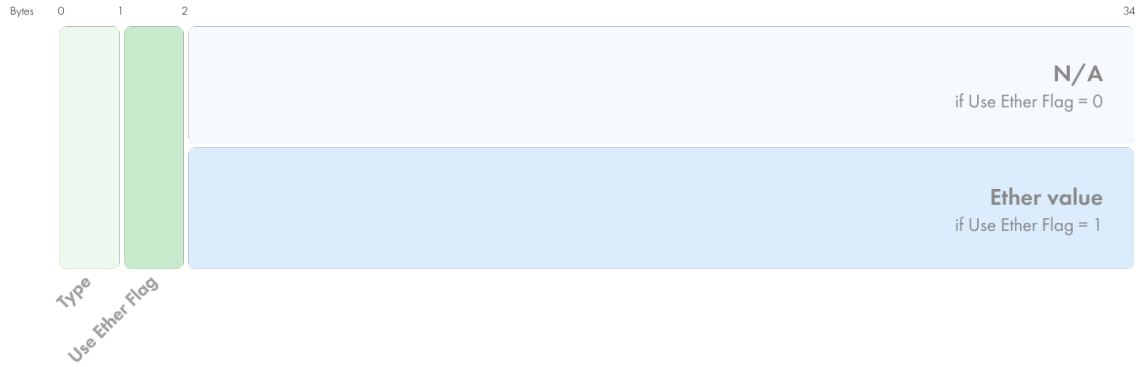 Bytes 0 1 2 34
N/A
if Use Ether Flag = 0
Ether value
if Use Ether Flag = 1
Type
Use Ether Flag